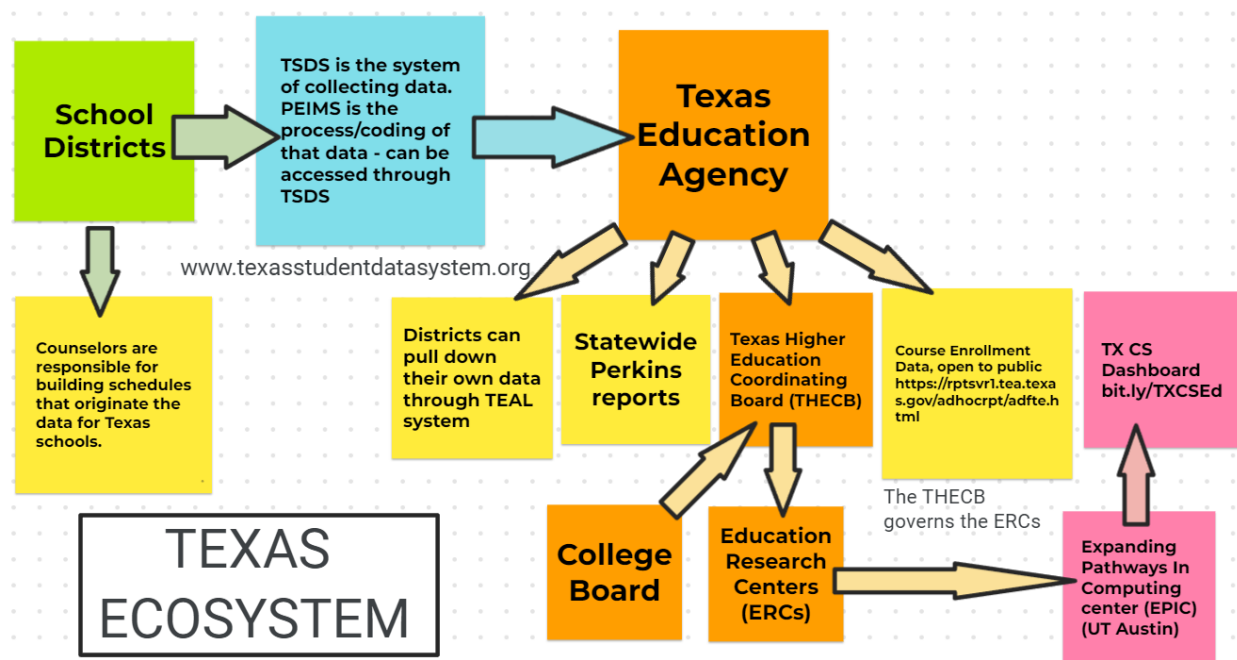 School
Districts
TSDS is the system
of collecting data.
PEIMS is the
process/coding of
that data - can be
accessed through
TSDS
Texas
Education
Agency
www.texasstudentdatasystem.org
Counselors are
responsible for
building schedules
that originate the
data for Texas
schools.
Districts can
pull down
their own data
through TEAL
system
Statewide
Perkins
reports
Texas Higher
Education
Coordinating
Board (THECB)
Course Enrollment
Data, open to public
https://rptsvr1.tea.texa
s.gov/adhocrpt/adfte.h
tml
TX CS
Dashboard
bit.ly/TXCSEd
The THECB
governs the ERCs
TEXAS
ECOSYSTEM
College
Board
Education
Research
Centers
(ERCs)
Expanding
Pathways In
Computing
center (EPIC)
(UT Austin)